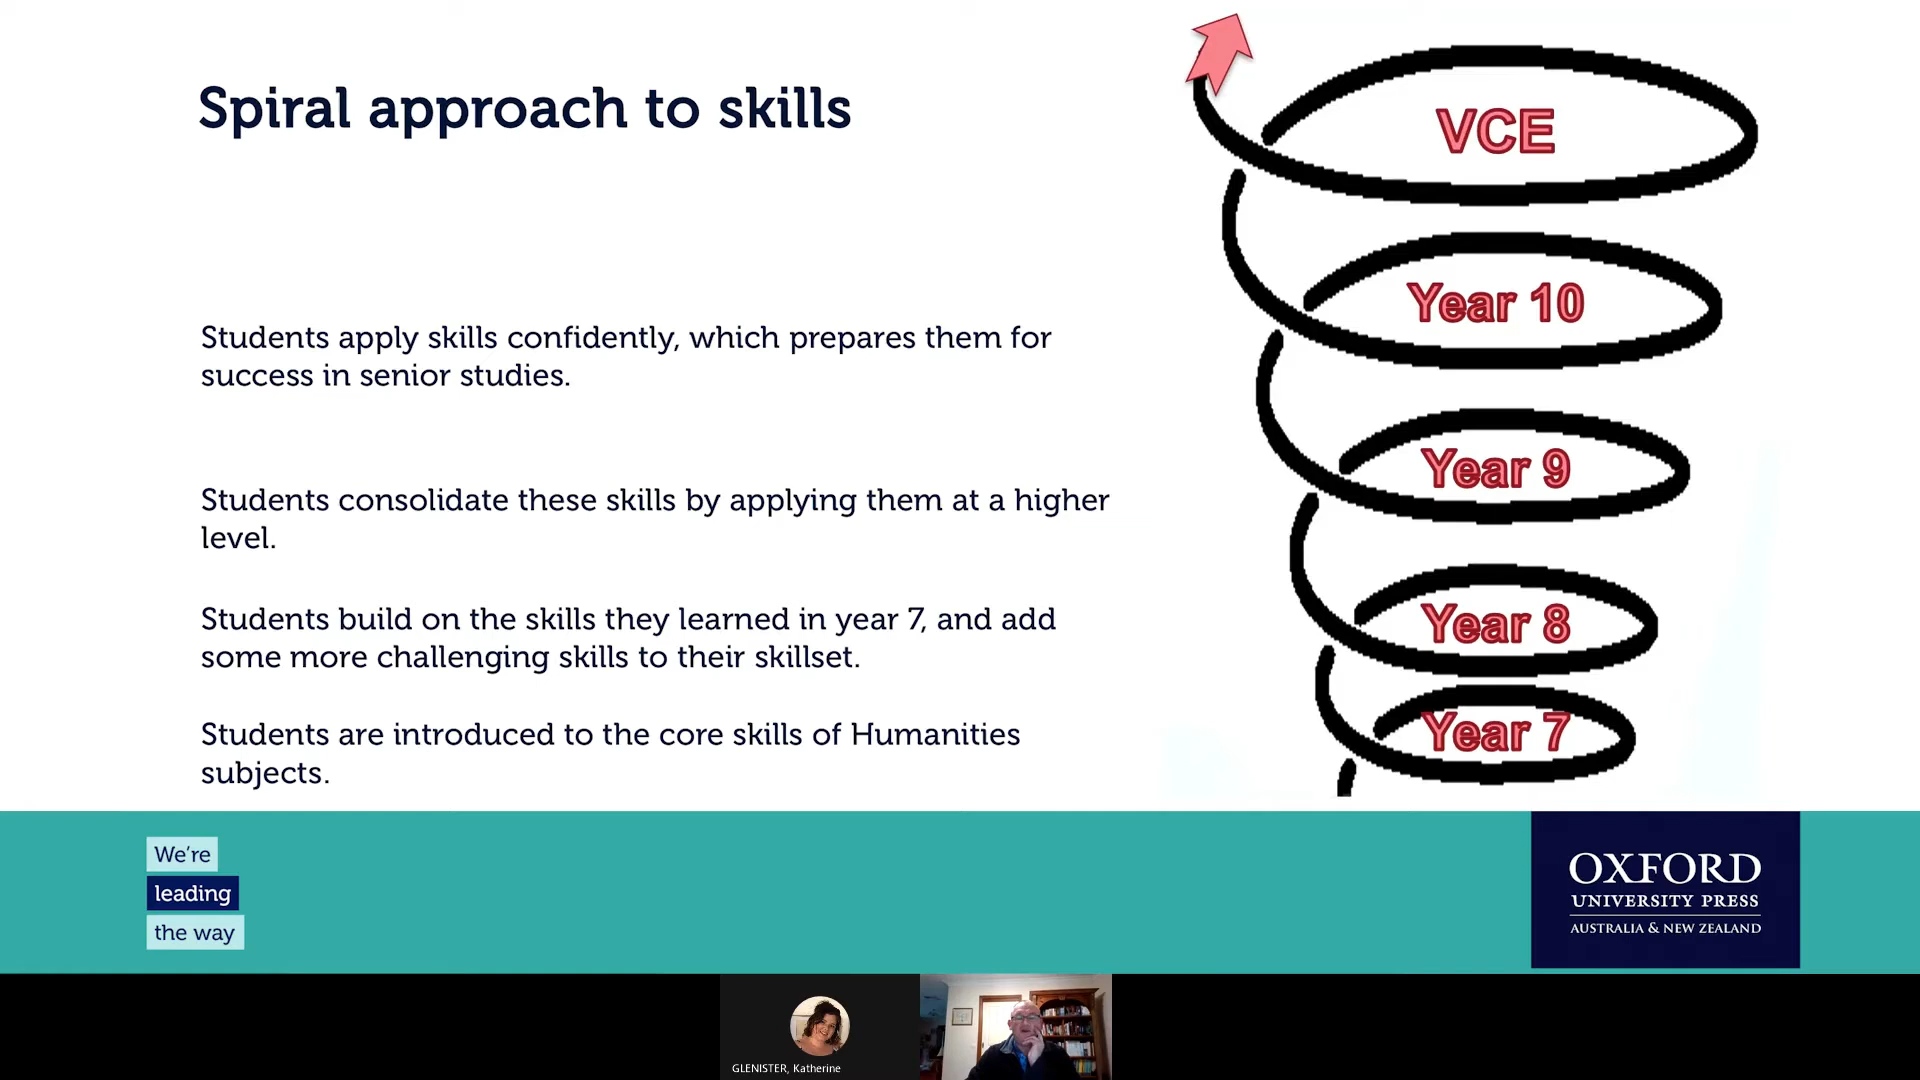 Spiral approach to skills
VCE
Year 10
Students apply skills confidently, which prepares them for
success in senior studies.
Year 9
Students consolidate these skills by applying them at a higher
level.
Year 8
Students build on the skills they learned in year 7, and add
some more challenging skills to their skillset.
Year 7
Students are introduced to the core skills of Humanities
subjects.
We're
leading
the way
OXFORD
UNIVERSITY PRESS
AUSTRALIA & NEW ZEALAND
GLENISTER, Katherine